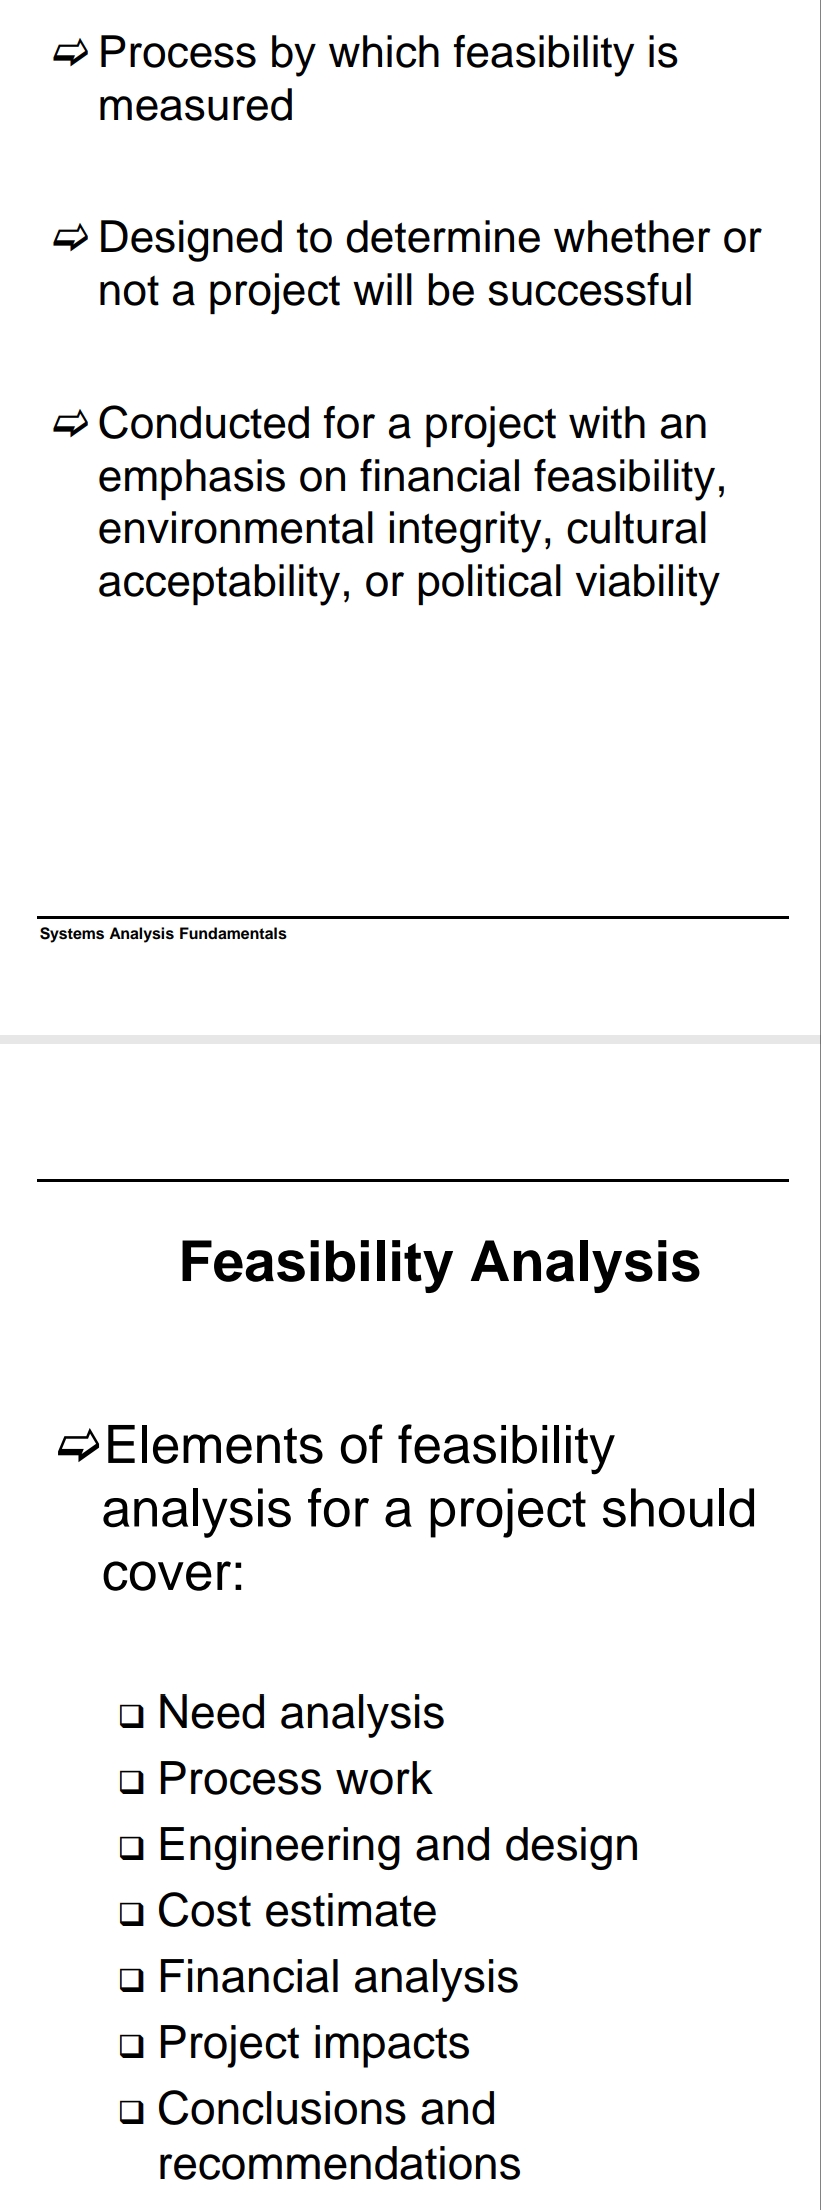 ➩ Process by which feasibility is
measured
➩ Designed to determine whether or
not a project will be successful
➩ Conducted for a project with an
emphasis on financial feasibility,
environmental integrity, cultural
acceptability, or political viability
Systems Analysis Fundamentals
Feasibility Analysis
➩Elements of feasibility
analysis for a project should
cover:
❑ Need analysis
❑ Process work
❑ Engineering and design
❑ Cost estimate
❑ Financial analysis
❑ Project impacts
❑ Conclusions and
recommendations